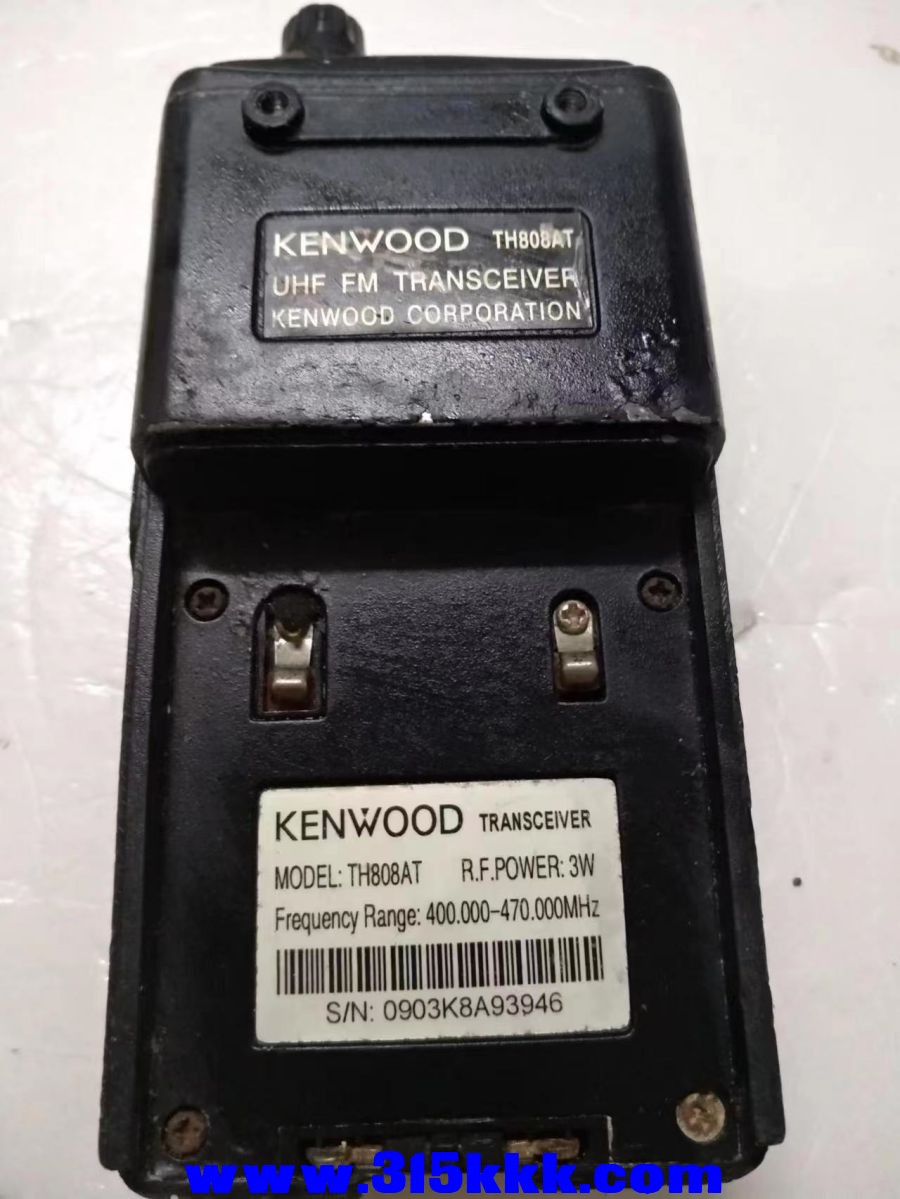 KENWOOD TH808AT
UHF FM TRANSCEIVER
KENWOOD CORPORATION
KENWOOD TRANSCEIVER
MODEL: TH808AT R.F.POWER: 3W
Frequency Range: 400.000-470.000MHz
S/N: 0903K8A93946
www.315kkk.com